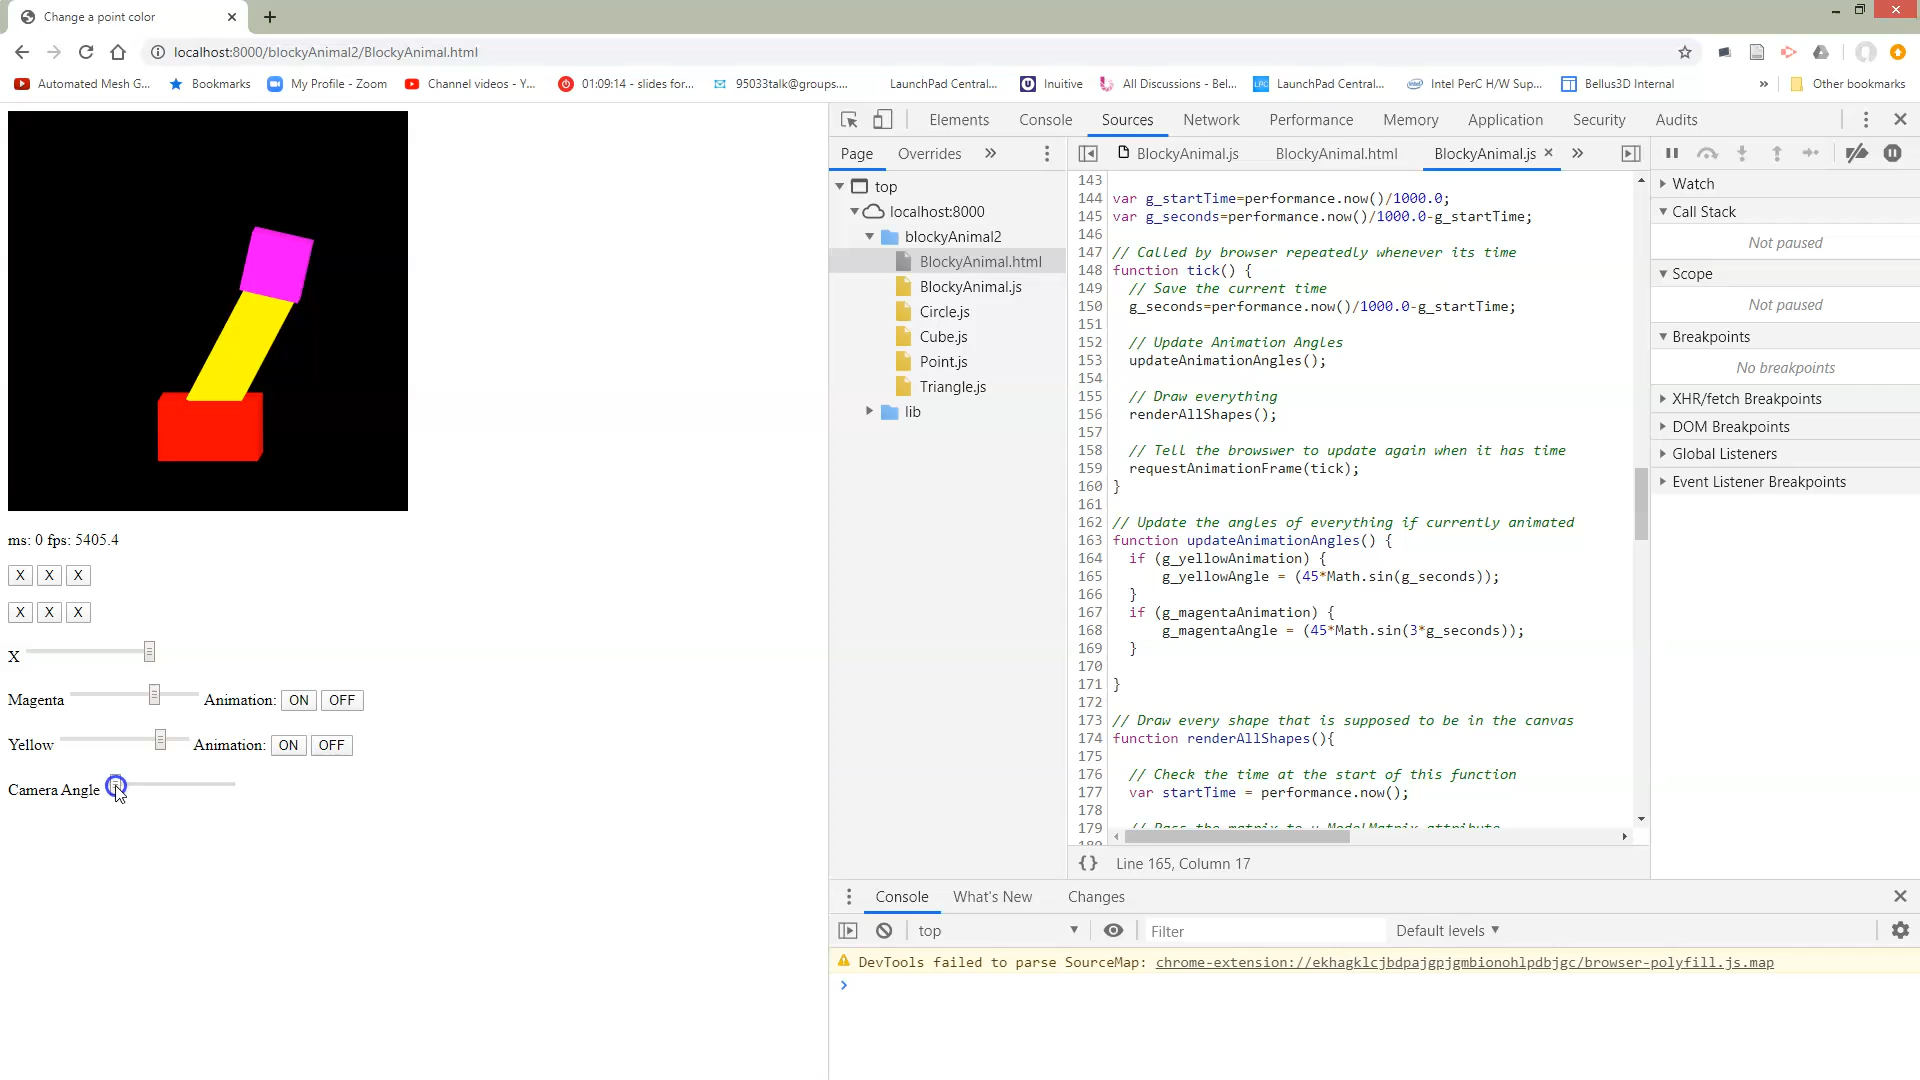 Change a point color
localhost:8000/blockyAnimal2/BlockyAnimal.html
Automated Mesh G... Bookmarks My Profile - Zoom Channel videos - Y... 01:09:14 - slides for... 95033talk@groups.... LaunchPad Central... Inuitive All Discussions - Bel... LaunchPad Central... Intel PerC H/W Sup... Bellus3D Internal » Other bookmarks
Elements Console Sources Network Performance Memory Application Security Audits
Page Overrides »
BlockyAnimal.js BlockyAnimal.html BlockyAnimal.js »
top
localhost:8000
blockyAnimal2
BlockyAnimal.html
BlockyAnimal.js
Circle.js
Cube.js
Point.js
Triangle.js
lib
143
144 var g_startTime=performance.now()/1000.0;
145 var g_seconds=performance.now()/1000.0-g_startTime;
146
147 // Called by browser repeatedly whenever its time
148 function tick() {
149 // Save the current time
150 g_seconds=performance.now()/1000.0-g_startTime;
151
152 // Update Animation Angles
153 updateAnimationAngles();
154
155 // Draw everything
156 renderAllShapes();
157
158 // Tell the browswer to update again when it has time
159 requestAnimationFrame(tick);
160 }
161
162 // Update the angles of everything if currently animated
163 function updateAnimationAngles() {
164 if (g_yellowAnimation) {
165 g_yellowAngle = (45*Math.sin(g_seconds));
166 }
167 if (g_magentaAnimation) {
168 g_magentaAngle = (45*Math.sin(3*g_seconds));
169 }
170
171 }
172
173 // Draw every shape that is supposed to be in the canvas
174 function renderAllShapes(){
175
176 // Check the time at the start of this function
177 var startTime = performance.now();
178
179 // Pass the matrix to u_ModelMatrix attribute
{} Line 165, Column 17
Watch
Call Stack
Not paused
Scope
Not paused
Breakpoints
No breakpoints
XHR/fetch Breakpoints
DOM Breakpoints
Global Listeners
Event Listener Breakpoints
ms: 0 fps: 5405.4
X X X
X X X
X
Magenta Animation: ON OFF
Yellow Animation: ON OFF
Camera Angle
Console What's New Changes
top Filter Default levels
DevTools failed to parse SourceMap: chrome-extension://ekhagklcjbdpajgpjgmbionohlpdbjgc/browser-polyfill.js.map